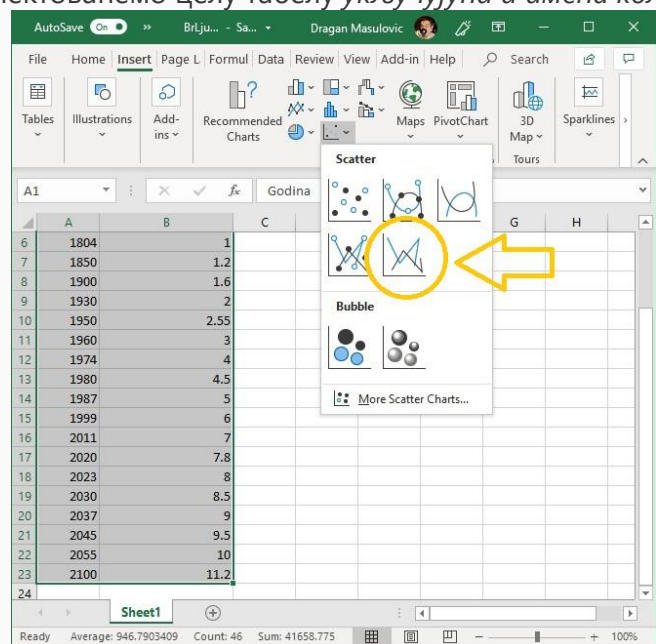 целу табелу укључујући и имена
AutoSave On BrLju... - Sa... Dragan Masulovic
File Home Insert Page L Formul Data Review View Add-in Help Search
Tables Illustrations Add-ins Recommended Charts Maps PivotChart 3D Map Sparklines
Tours
A1 fx Godina
Scatter
Bubble
More Scatter Charts...
A B C G H
6 1804 1
7 1850 1.2
8 1900 1.6
9 1930 2
10 1950 2.55
11 1960 3
12 1974 4
13 1980 4.5
14 1987 5
15 1999 6
16 2011 7
17 2020 7.8
18 2023 8
19 2030 8.5
20 2037 9
21 2045 9.5
22 2055 10
23 2100 11.2
24
Sheet1
Ready Average: 946.7903409 Count: 46 Sum: 41658.775 100%